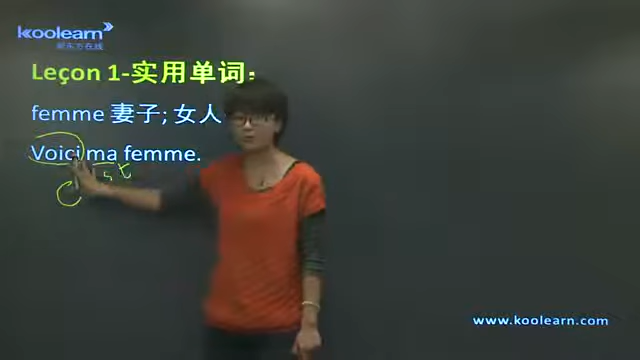 koolearn
新东方在线
Leçon 1-实用单词:
femme 妻子; 女人
Voici ma femme.
www.koolearn.com